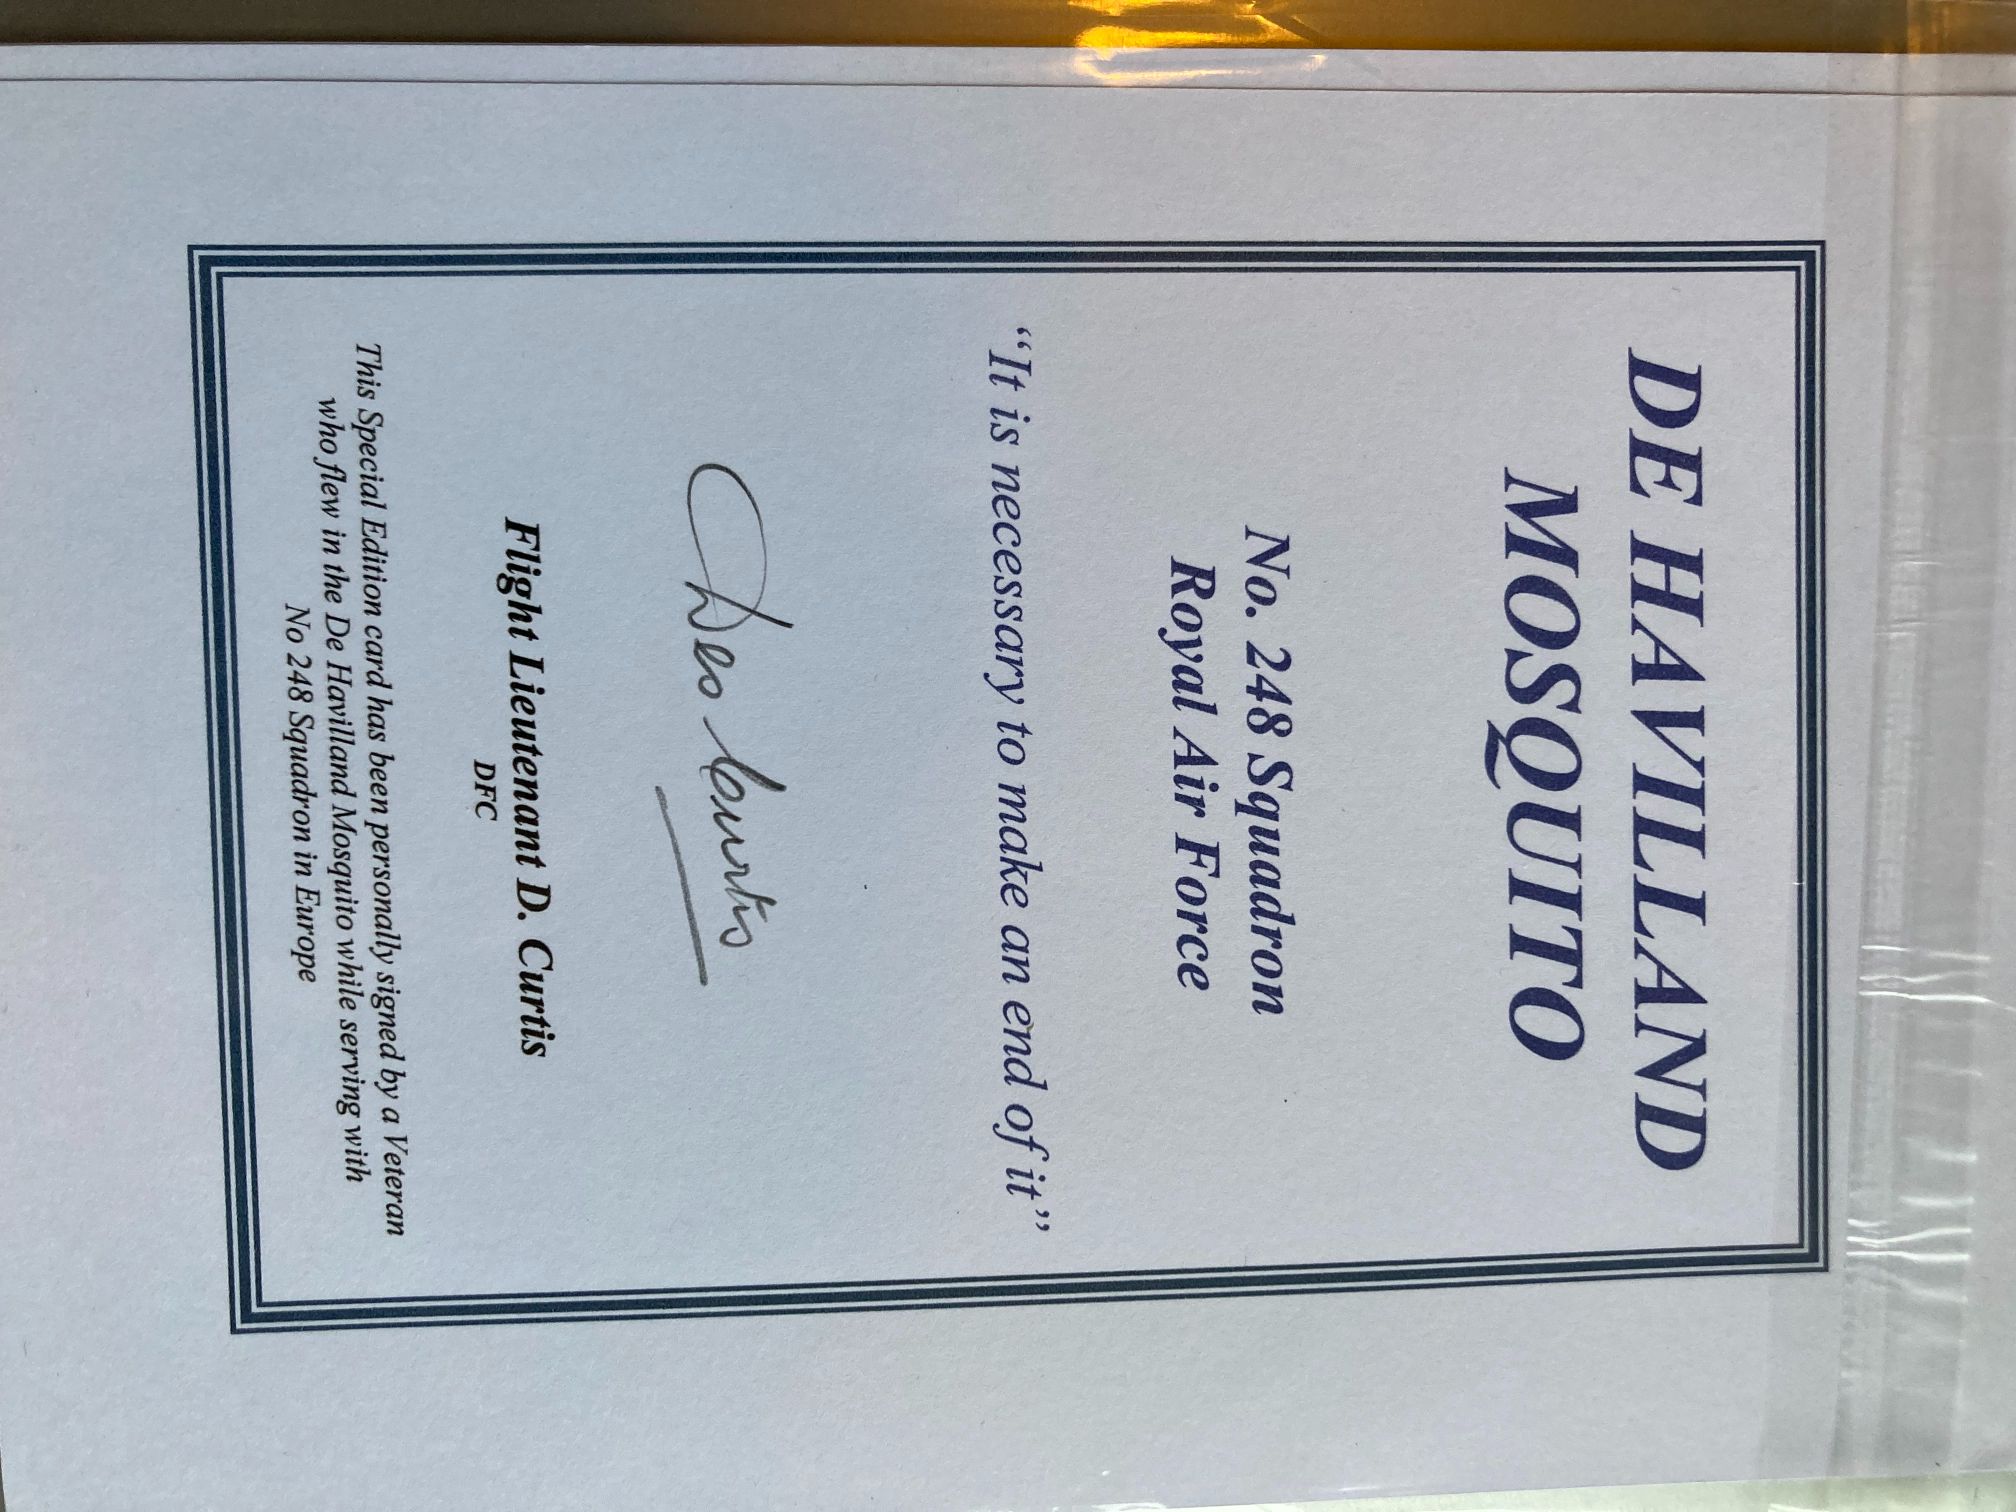 DE HAVILLAND
MOSQUITO
No. 248 Squadron
Royal Air Force
“It is necessary to make an end of it”
Des Curtis
Flight Lieutenant D. Curtis
DFC
This Special Edition card has been personally signed by a Veteran
who flew in the De Havilland Mosquito while serving with
No 248 Squadron in Europe